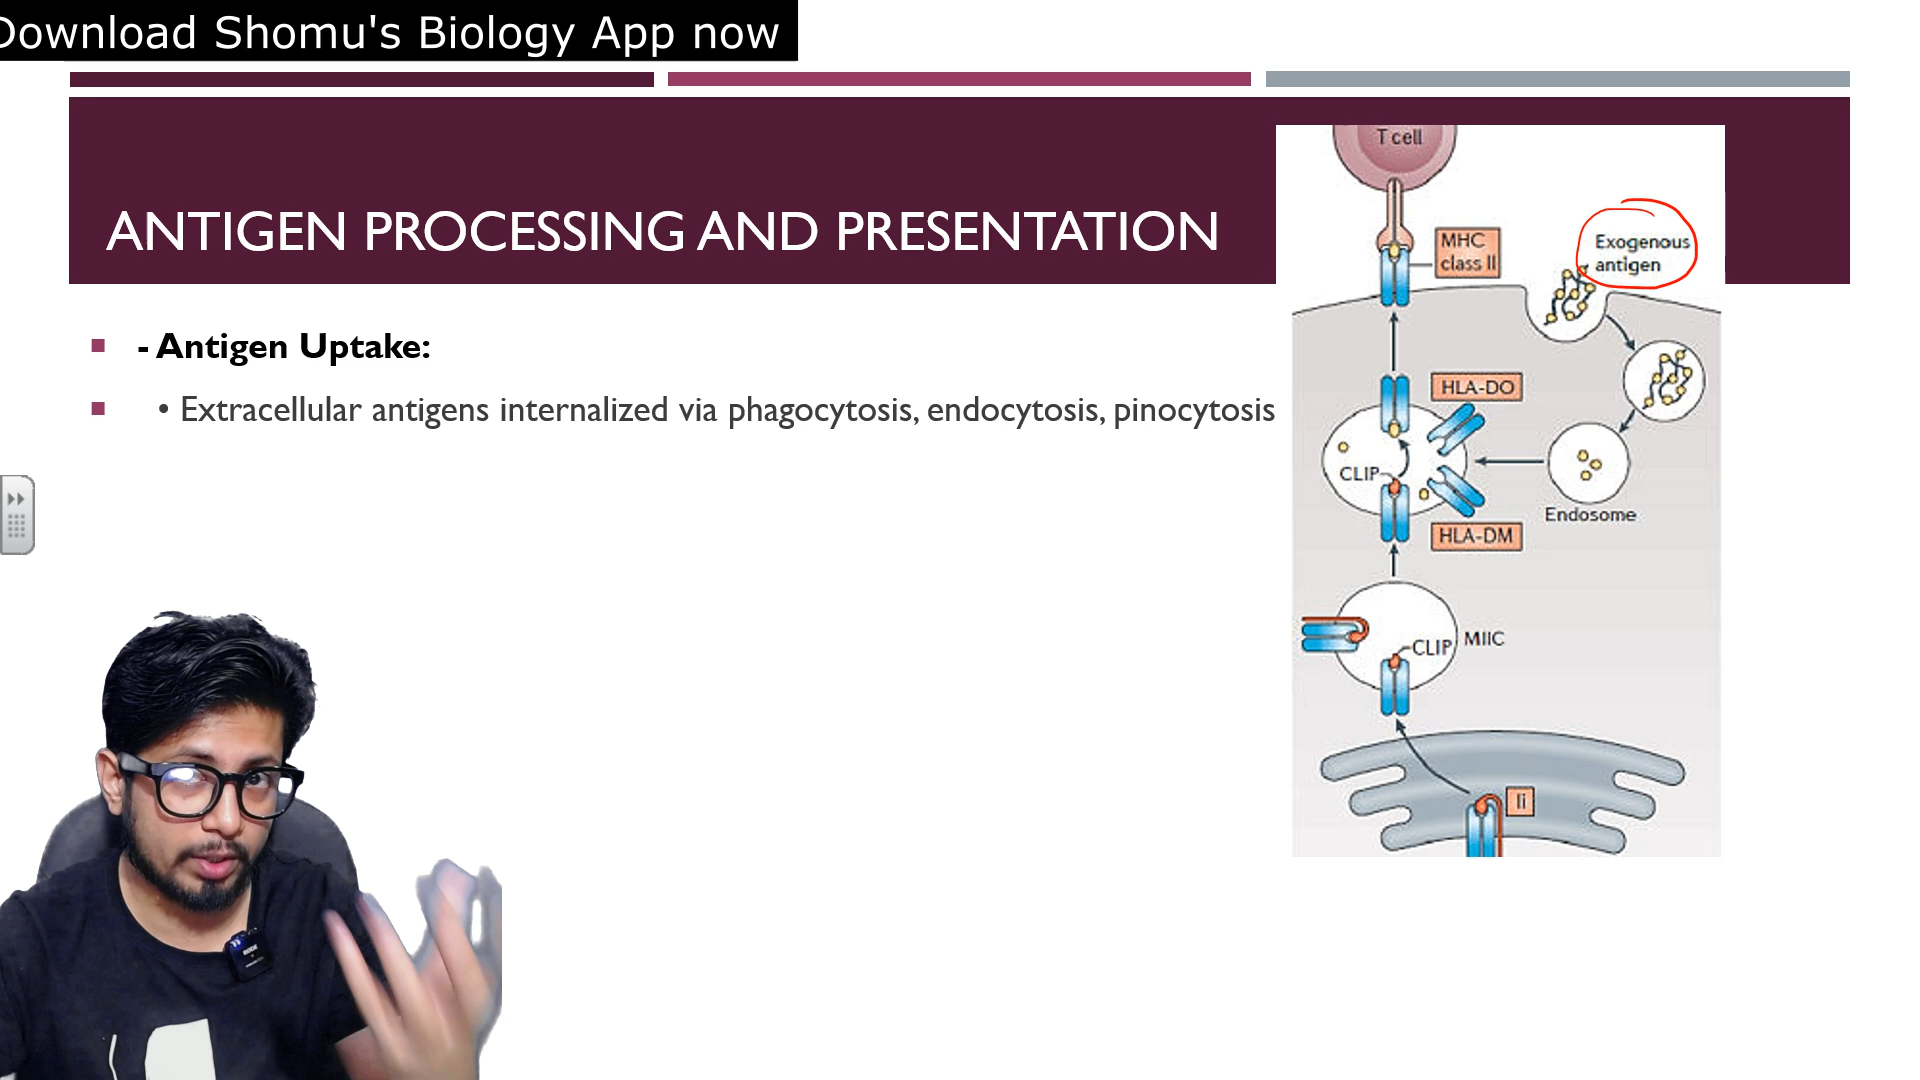 Download Shomu's Biology App now
ANTIGEN PROCESSING AND PRESENTATION
- Antigen Uptake:
• Extracellular antigens internalized via phagocytosis, endocytosis, pinocytosis
T cell
MHC
class II
Exogenous
antigen
HLA-DO
CLIP
Endosome
HLA-DM
CLIP
MIIC
Ii